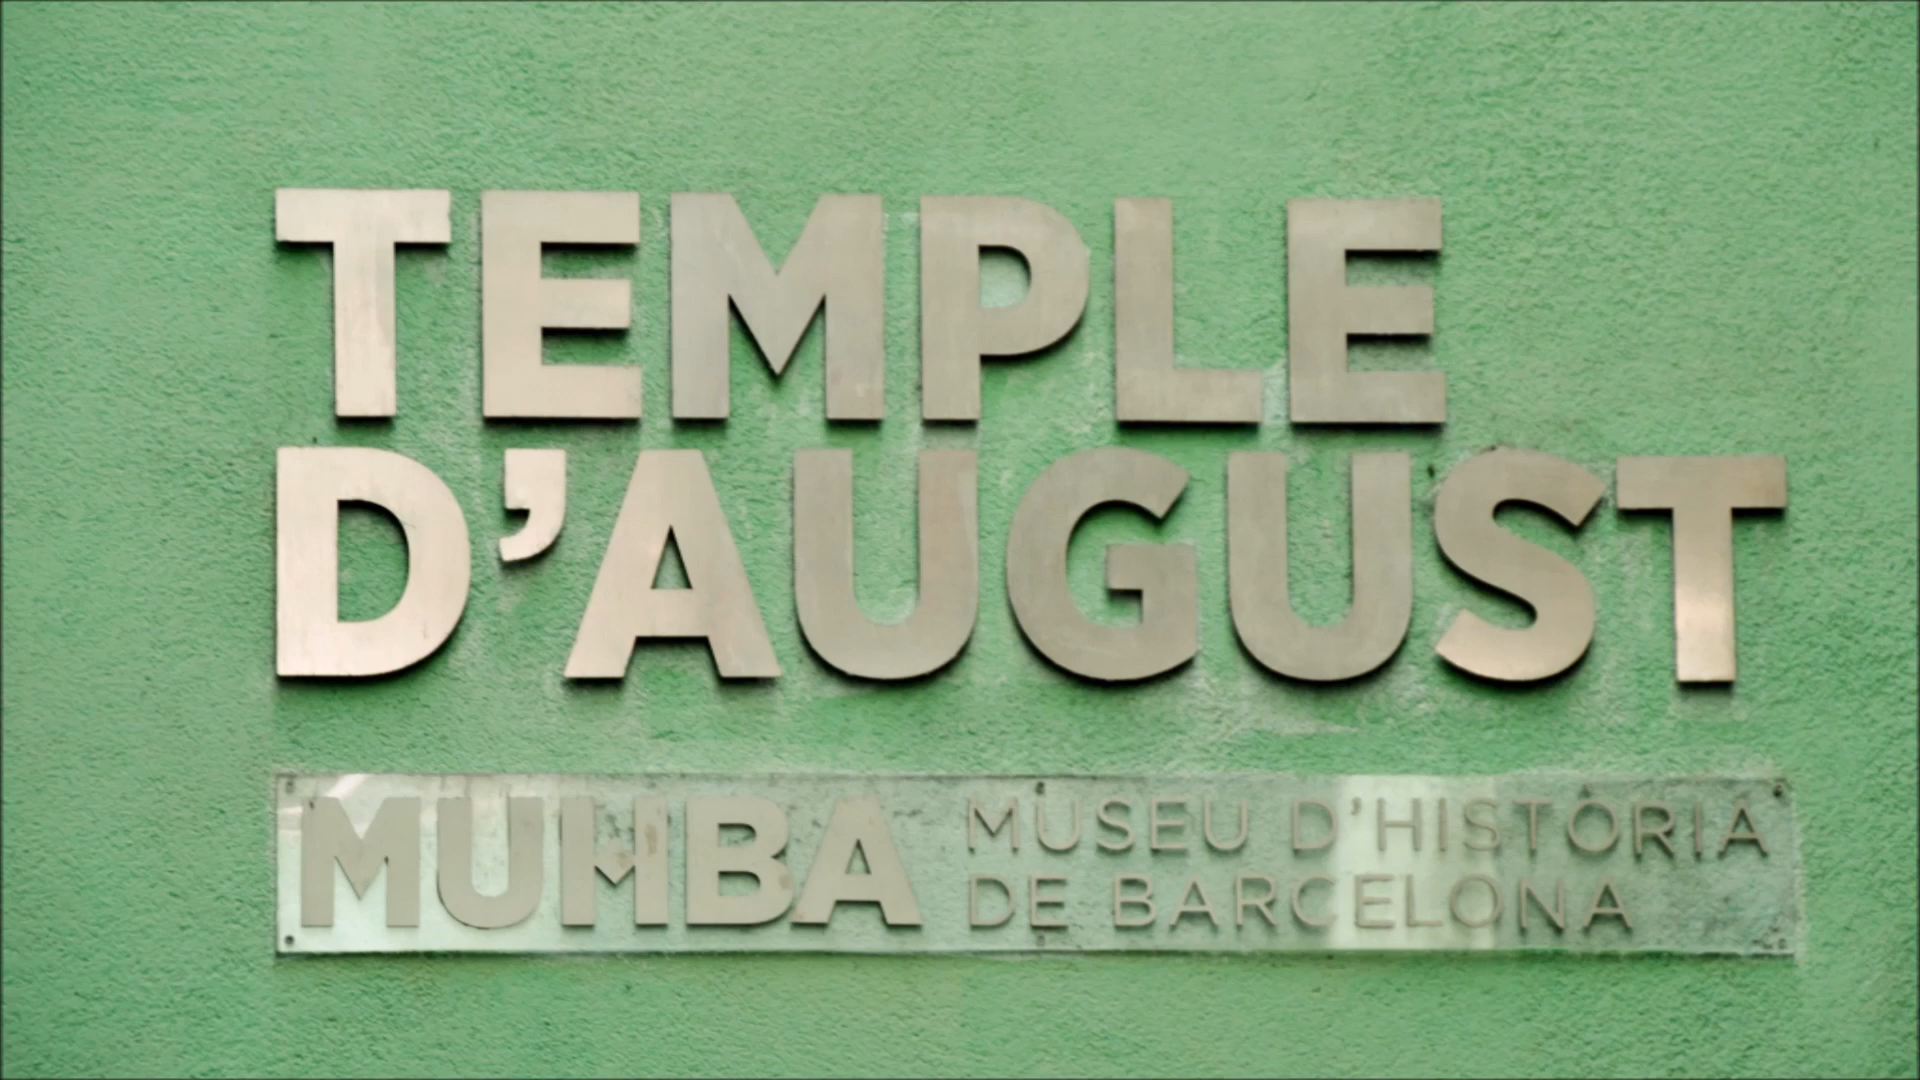 TEMPLE
D'AUGUST
MUHBA
MUSEU D'HISTÒRIA
DE BARCELONA